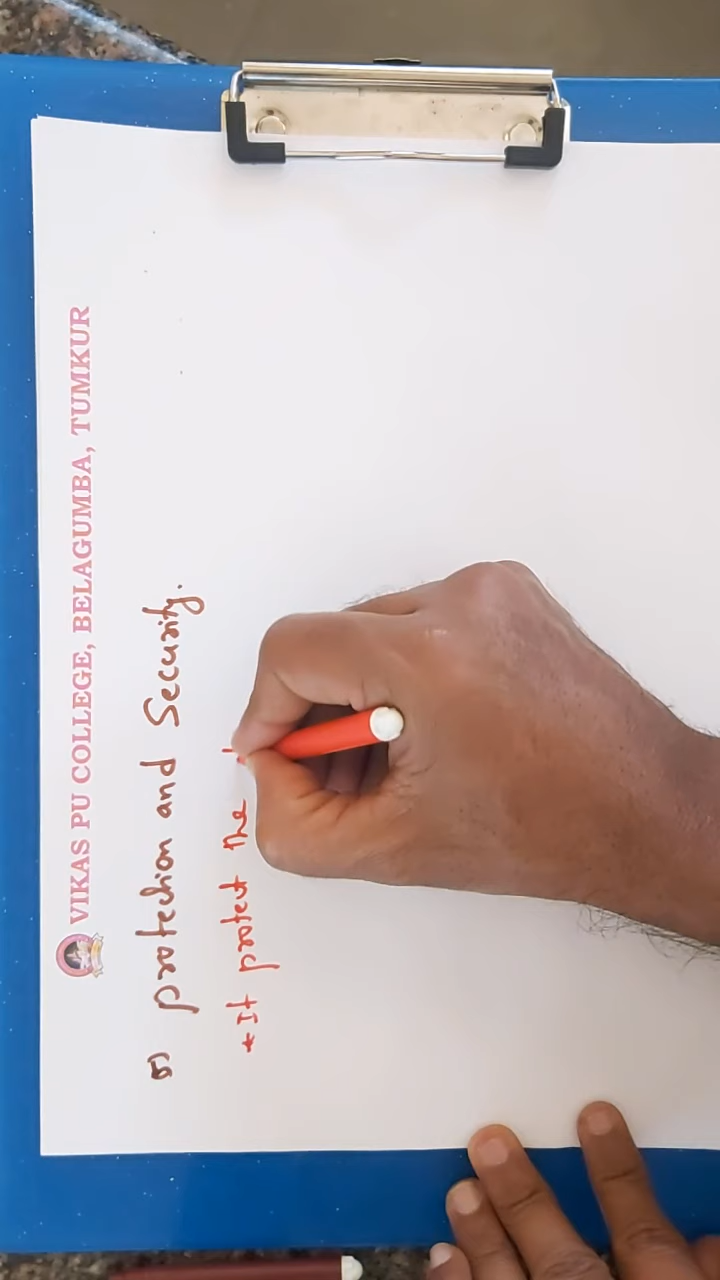 VIKAS PU COLLEGE, BELAGUMBA, TUMKUR
5) protection and Security.
* It protect the